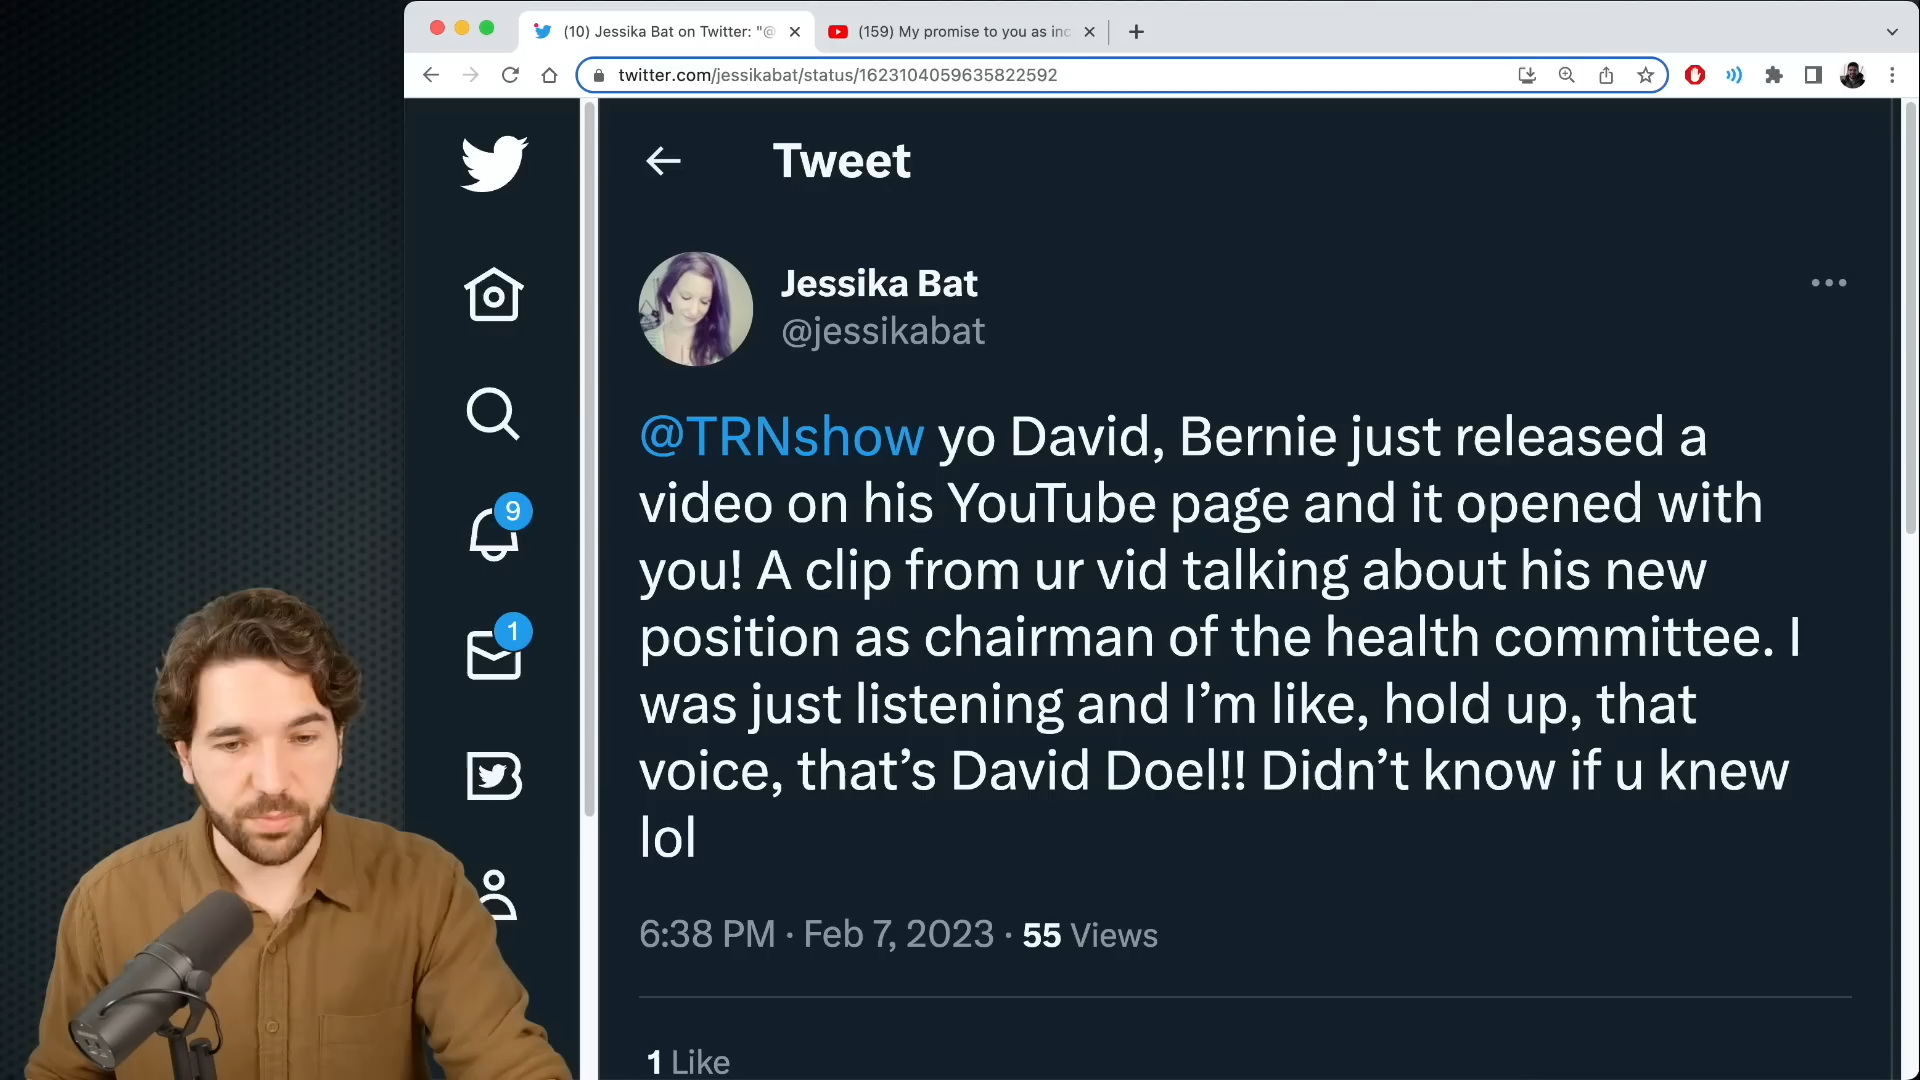 (10) Jessika Bat on Twitter: "@
(159) My promise to you as inc
twitter.com/jessikabat/status/1623104059635822592
Tweet
Jessika Bat
@jessikabat
@TRNshow yo David, Bernie just released a
video on his YouTube page and it opened with
you! A clip from ur vid talking about his new
position as chairman of the health committee. I
was just listening and I’m like, hold up, that
voice, that’s David Doel!! Didn’t know if u knew
lol
6:38 PM · Feb 7, 2023 · 55 Views
1 Like
9
1